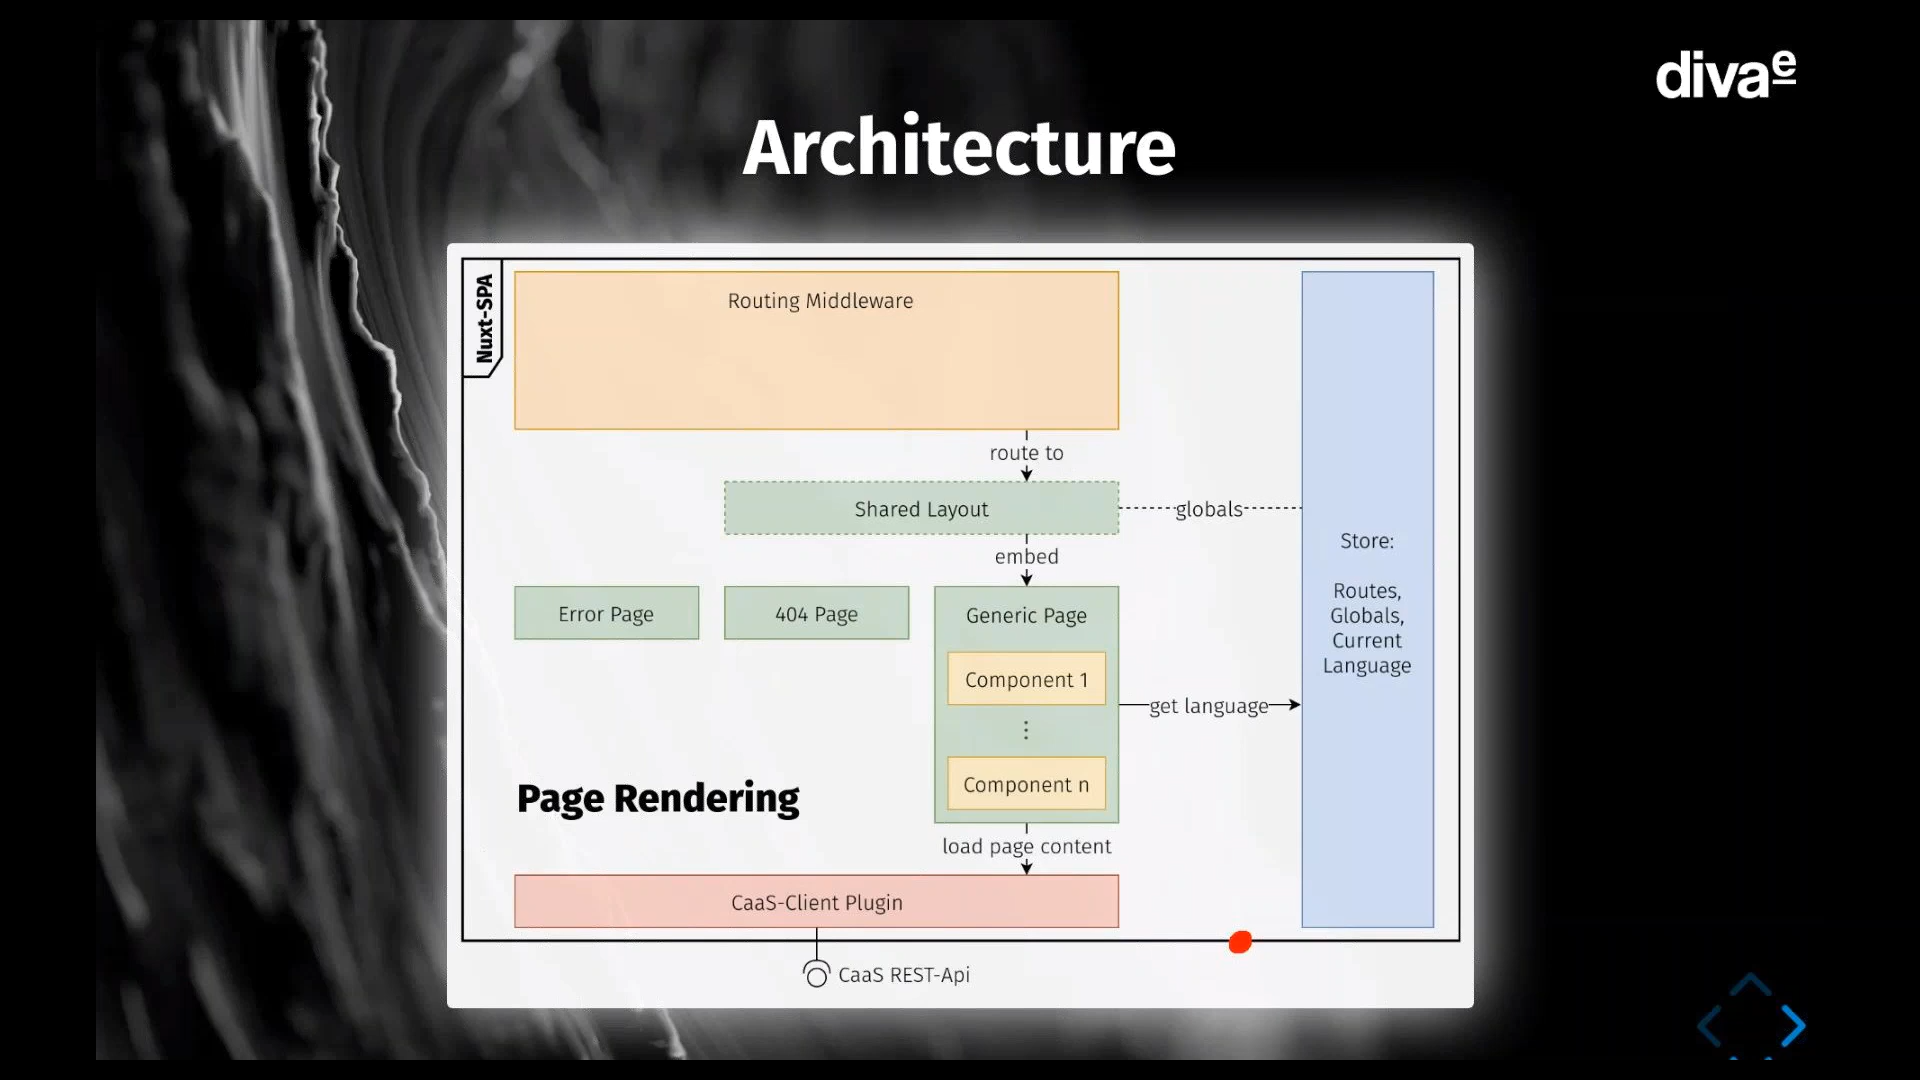 divae
Architecture
Nuxt-SPA
Routing Middleware
route to
Shared Layout
globals
embed
Error Page
404 Page
Generic Page
Component 1
⋮
Component n
get language
Store:
Routes,
Globals,
Current
Language
Page Rendering
load page content
CaaS-Client Plugin
CaaS REST-Api